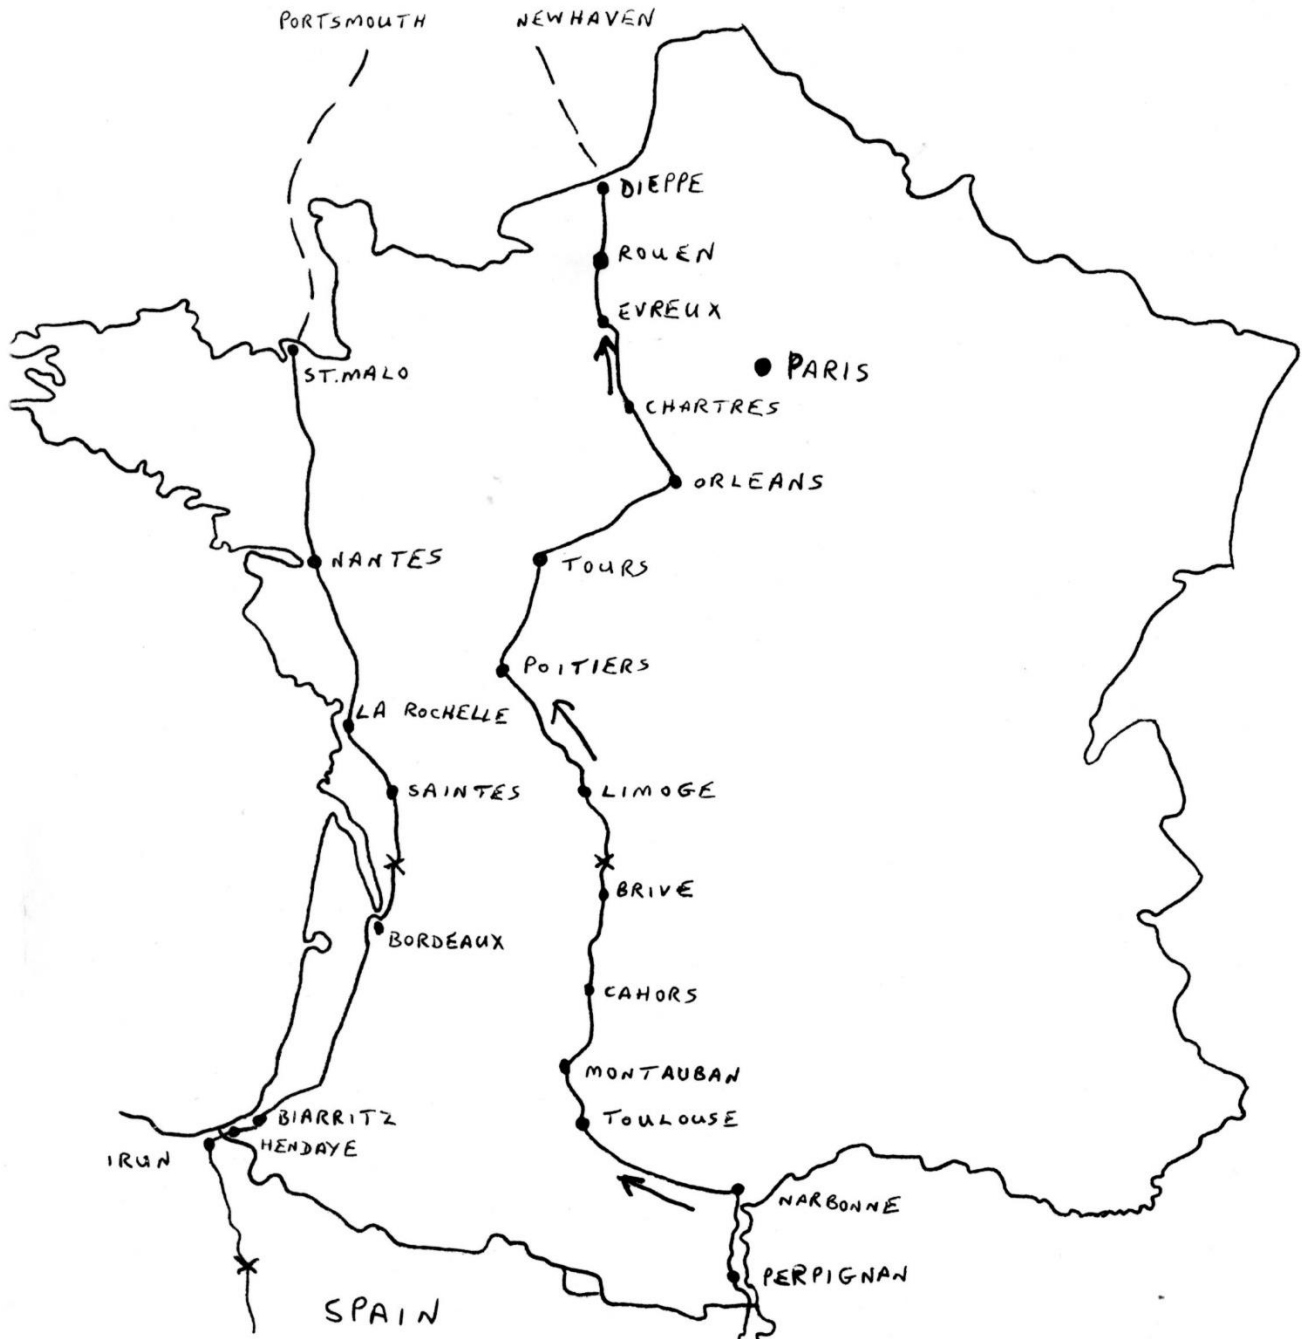 PORTSMOUTH
NEWHAVEN
DIEPPE
ROUEN
EVREUX
ST.MALO
PARIS
CHARTRES
ORLEANS
NANTES
TOURS
POITIERS
LA ROCHELLE
SAINTES
LIMOGE
BRIVE
BORDEAUX
CAHORS
MONTAUBAN
BIARRITZ
TOULOUSE
HENDAYE
IRUN
NARBONNE
PERPIGNAN
SPAIN